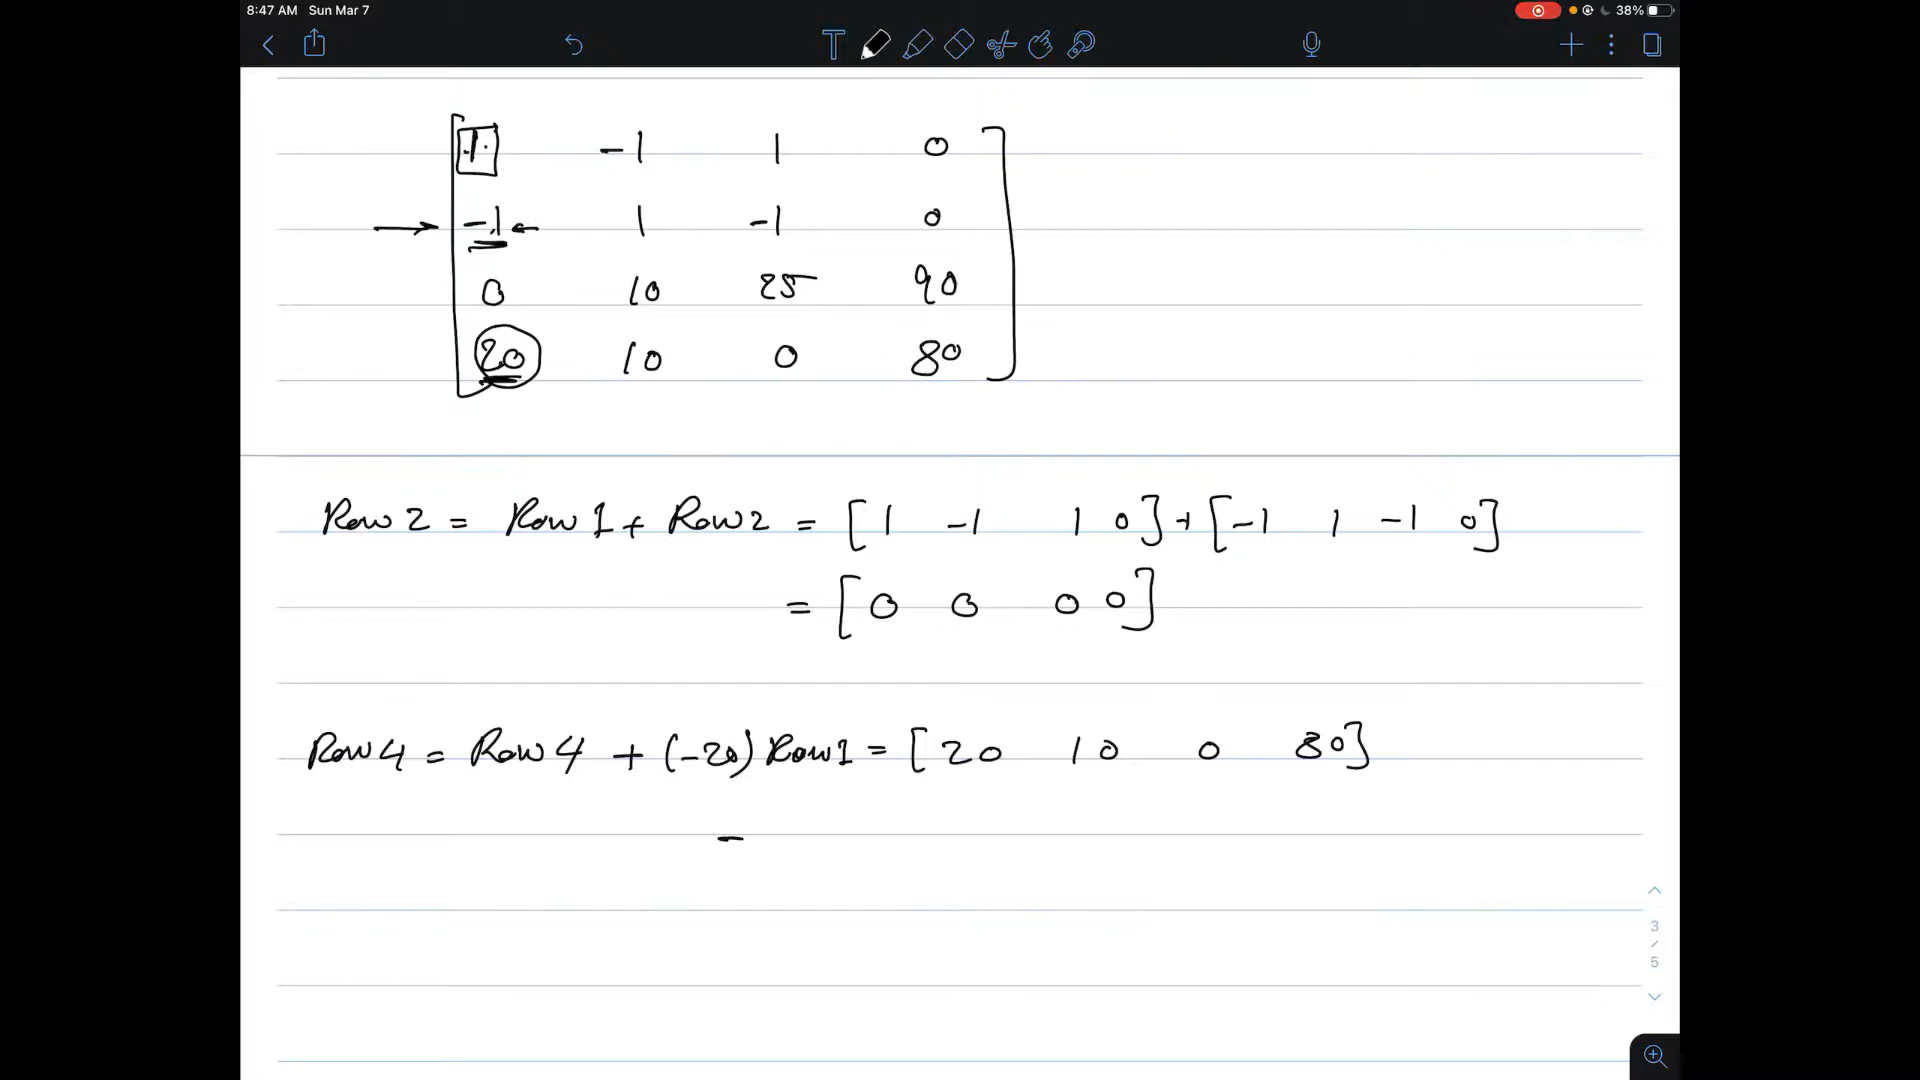 8:47 AM Sun Mar 7 38%
T
1 -1 1 0
-1 1 -1 0
0 10 25 90
20 10 0 80
Row 2 = Row 1 + Row 2 = [1 -1 1 0] + [-1 1 -1 0]
= [0 0 0 0]
Row 4 = Row 4 + (-20) Row 1 = [20 10 0 80]
-
3
/
5